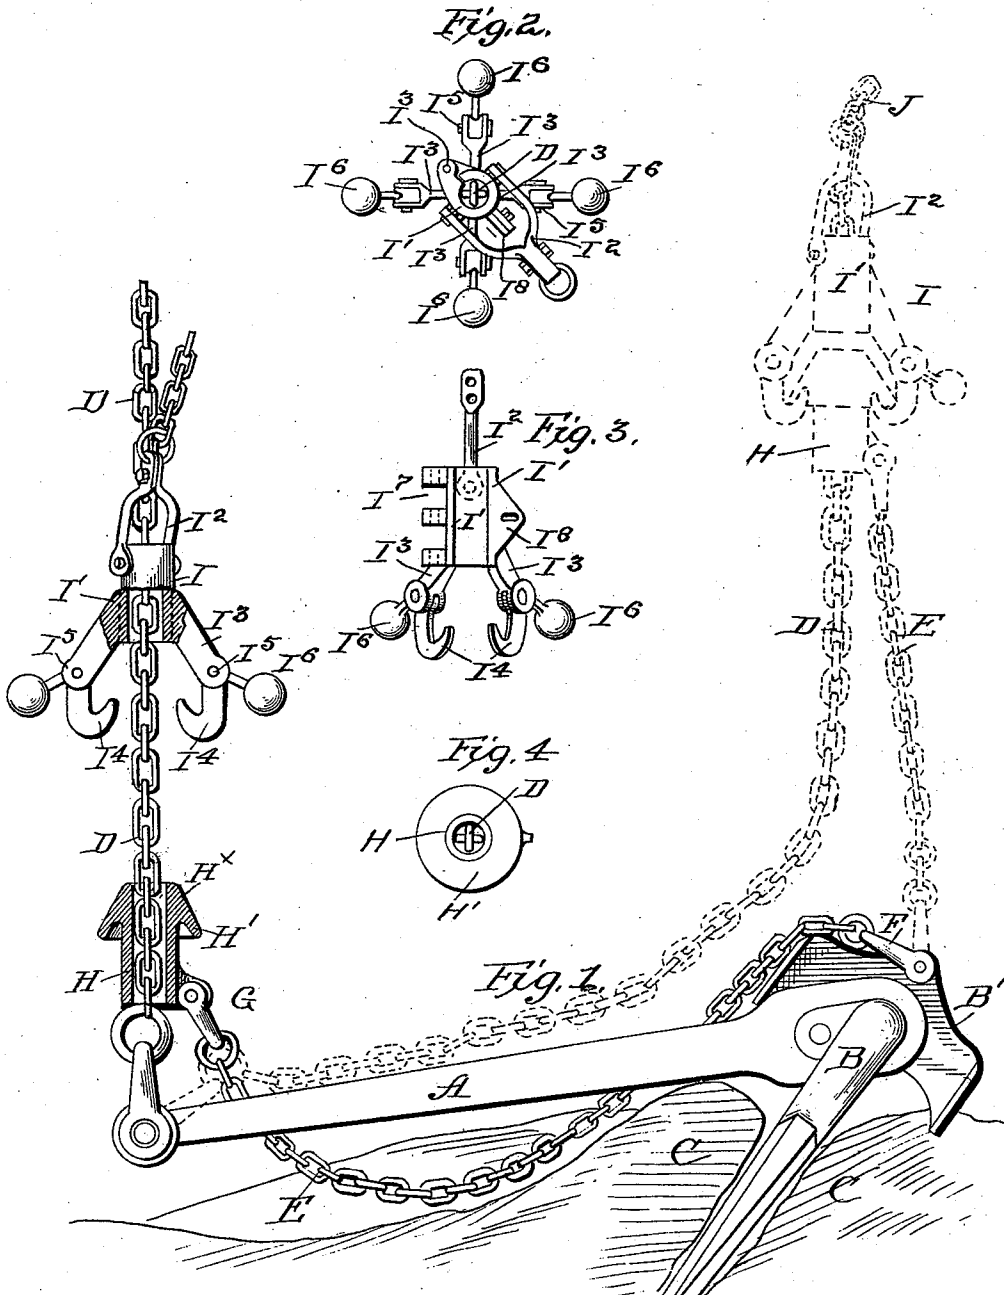 Fig. 2.
I⁶
I⁵
I³
I³
D
I³
I³
I⁶
I⁶
I⁵
I'
I³
I²
I⁸
I⁶
J
I²
I'
I
H
D
E
Fig. 3.
I²
I'
I⁷
I'
I⁸
I³
I³
I⁶
I⁶
I⁴
D
I²
I
I'
I³
I⁵
I⁵
I⁶
I⁴
I⁴
D
Fig. 4
D
H
H'
H×
H'
H
G
Fig. 1.
F
B'
B
A
C
C
E